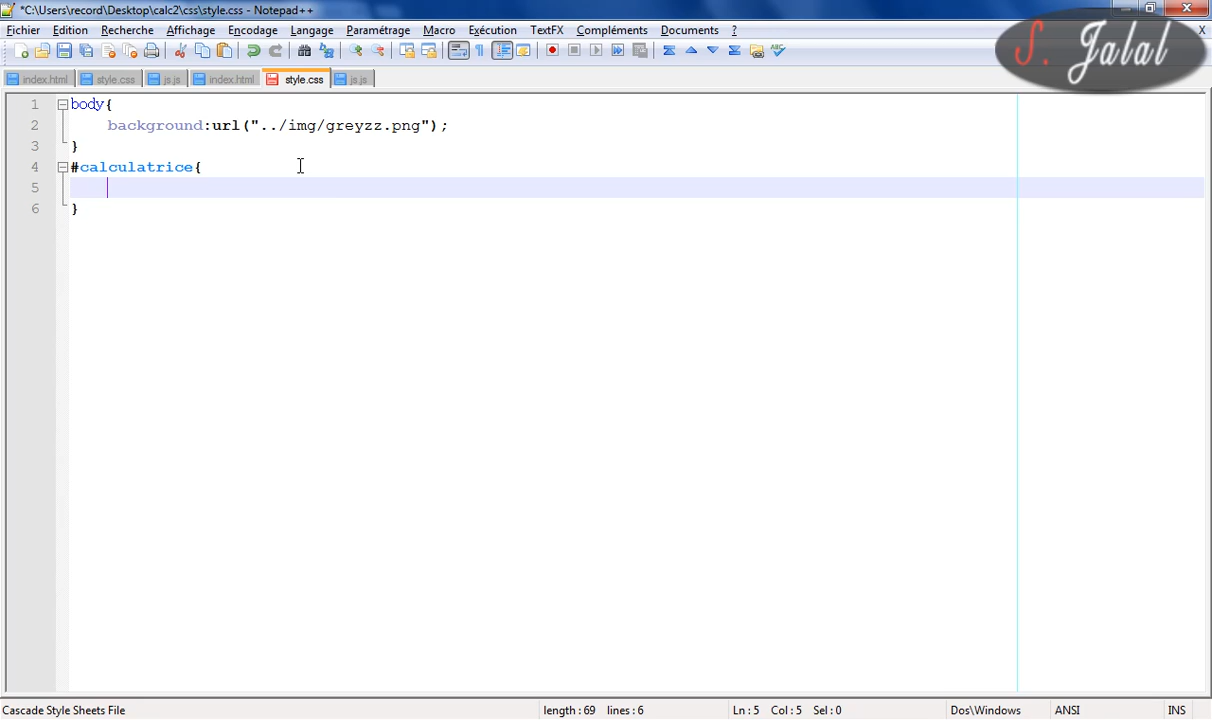 *C:\Users\record\Desktop\calc2\css\style.css - Notepad++
Fichier Edition Recherche Affichage Encodage Langage Paramétrage Macro Exécution TextFX Compléments Documents ? X
S. Jalal
index.html style.css js.js index.html style.css js.js
1 body{
2 background:url("../img/greyzz.png");
3 }
4 #calculatrice{
5
6 }
Cascade Style Sheets File length : 69 lines : 6 Ln : 5 Col : 5 Sel : 0 Dos\Windows ANSI INS